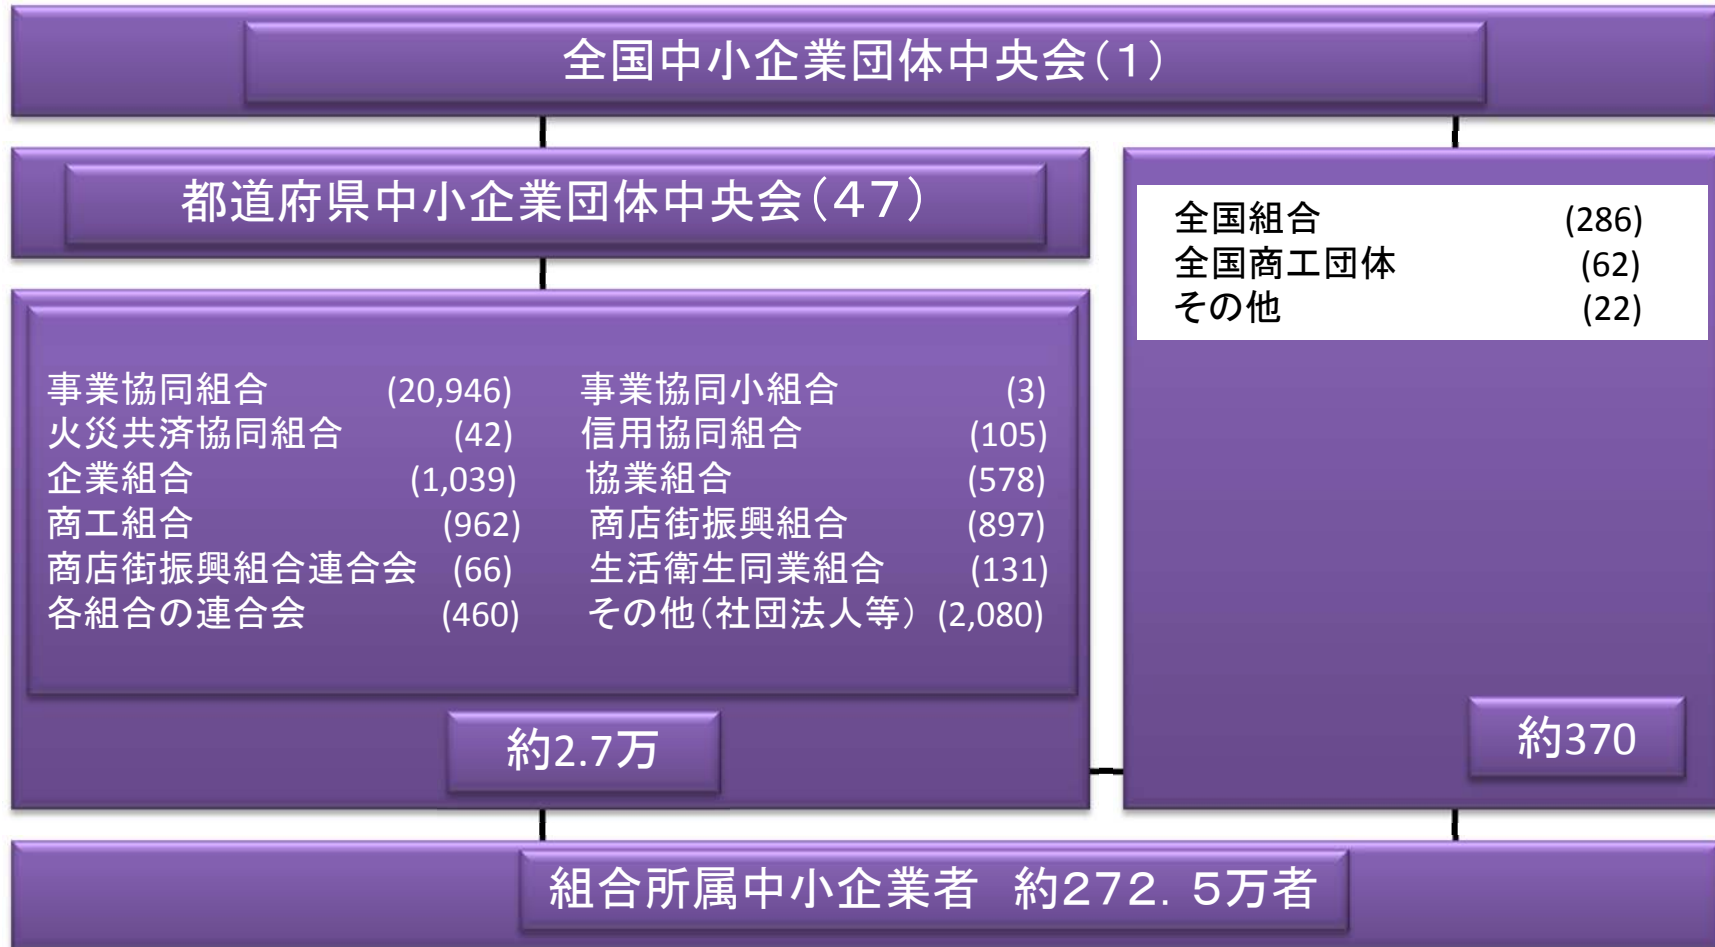 全国中小企業団体中央会(1)
都道府県中小企業団体中央会(47)
全国組合 (286)
全国商工団体 (62)
その他 (22)
事業協同組合 (20,946) 事業協同小組合 (3)
火災共済協同組合 (42) 信用協同組合 (105)
企業組合 (1,039) 協業組合 (578)
商工組合 (962) 商店街振興組合 (897)
商店街振興組合連合会 (66) 生活衛生同業組合 (131)
各組合の連合会 (460) その他(社団法人等) (2,080)
約2.7万
約370
組合所属中小企業者 約272.5万者